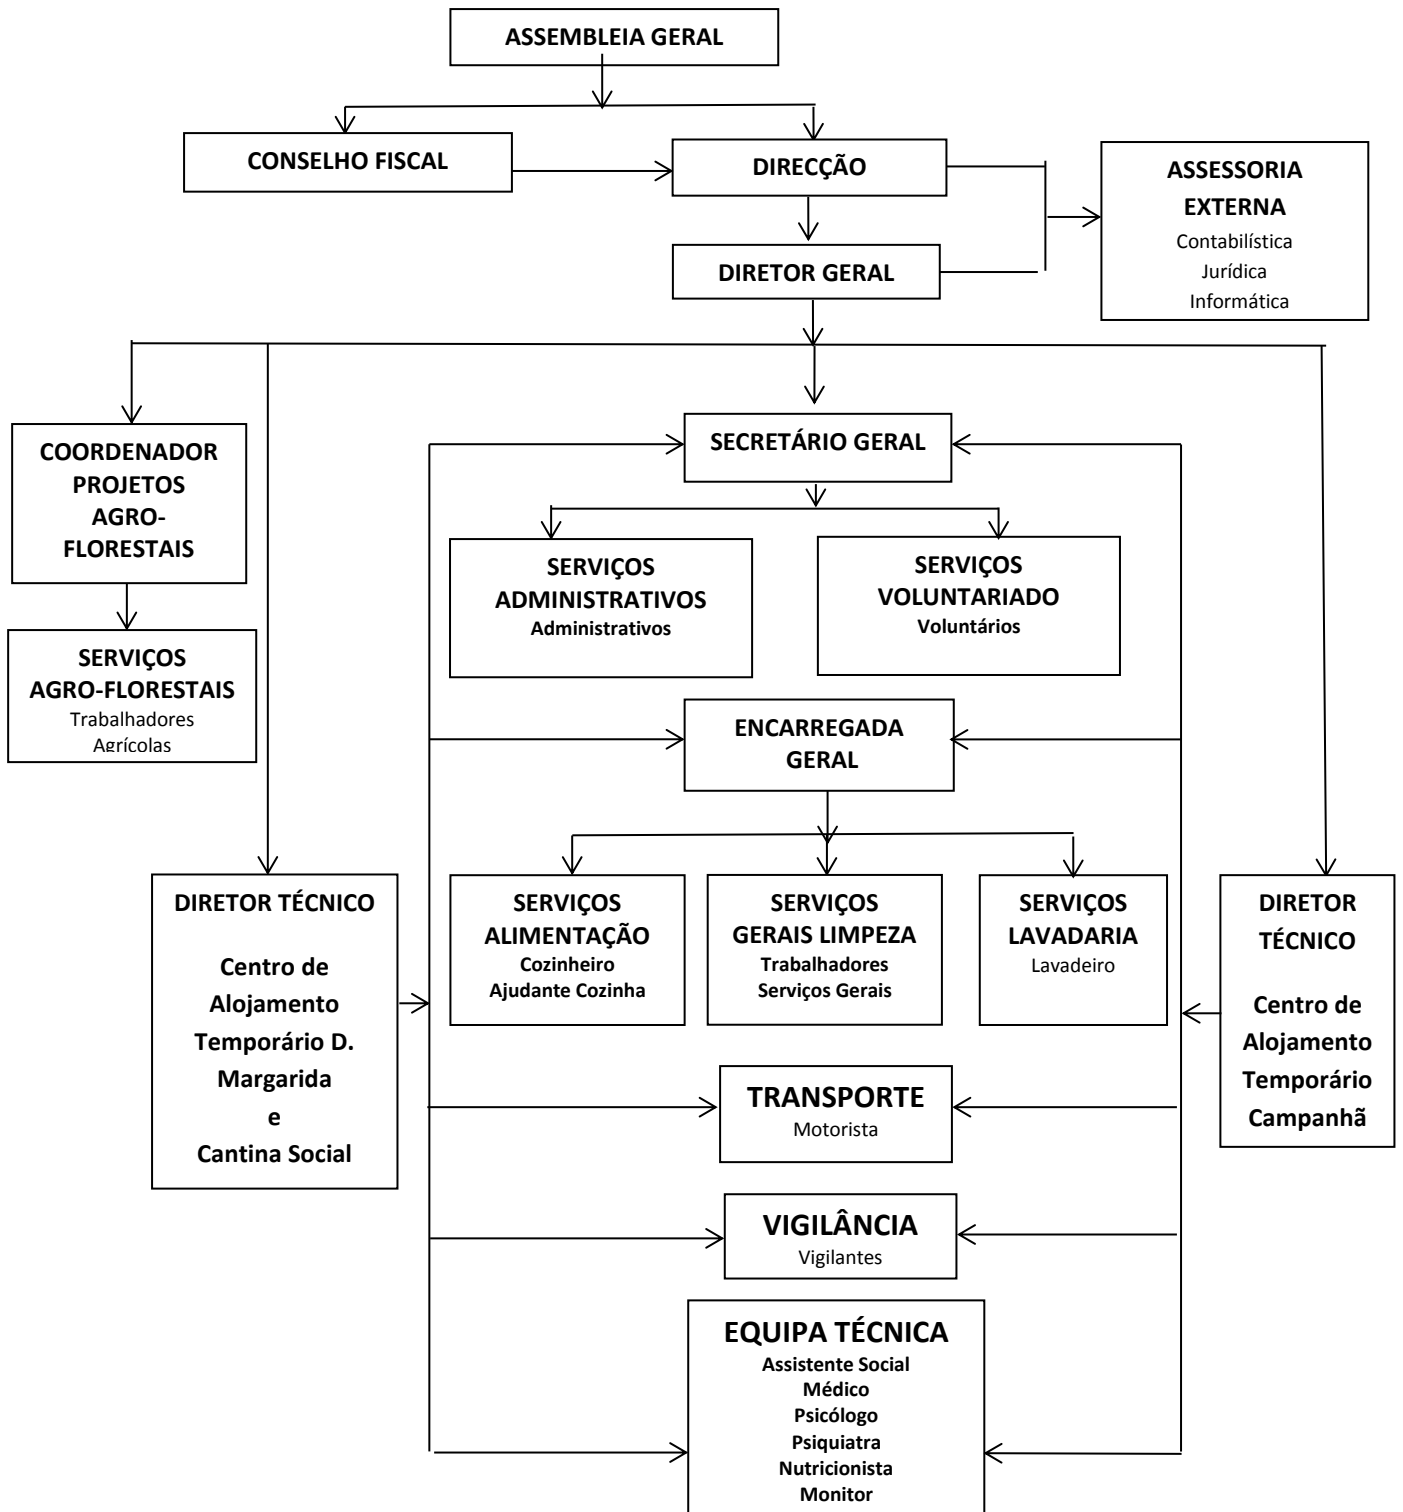 ASSEMBLEIA GERAL
CONSELHO FISCAL
DIRECÇÃO
ASSESSORIA
EXTERNA
Contabilística
Jurídica
Informática
DIRETOR GERAL
COORDENADOR
PROJETOS
AGRO-
FLORESTAIS
SECRETÁRIO GERAL
SERVIÇOS
ADMINISTRATIVOS
Administrativos
SERVIÇOS
VOLUNTARIADO
Voluntários
SERVIÇOS
AGRO-FLORESTAIS
Trabalhadores
Agrícolas
ENCARREGADA
GERAL
DIRETOR TÉCNICO
Centro de
Alojamento
Temporário D.
Margarida
e
Cantina Social
SERVIÇOS
ALIMENTAÇÃO
Cozinheiro
Ajudante Cozinha
SERVIÇOS
GERAIS LIMPEZA
Trabalhadores
Serviços Gerais
SERVIÇOS
LAVADARIA
Lavadeiro
DIRETOR
TÉCNICO
Centro de
Alojamento
Temporário
Campanhã
TRANSPORTE
Motorista
VIGILÂNCIA
Vigilantes
EQUIPA TÉCNICA
Assistente Social
Médico
Psicólogo
Psiquiatra
Nutricionista
Monitor